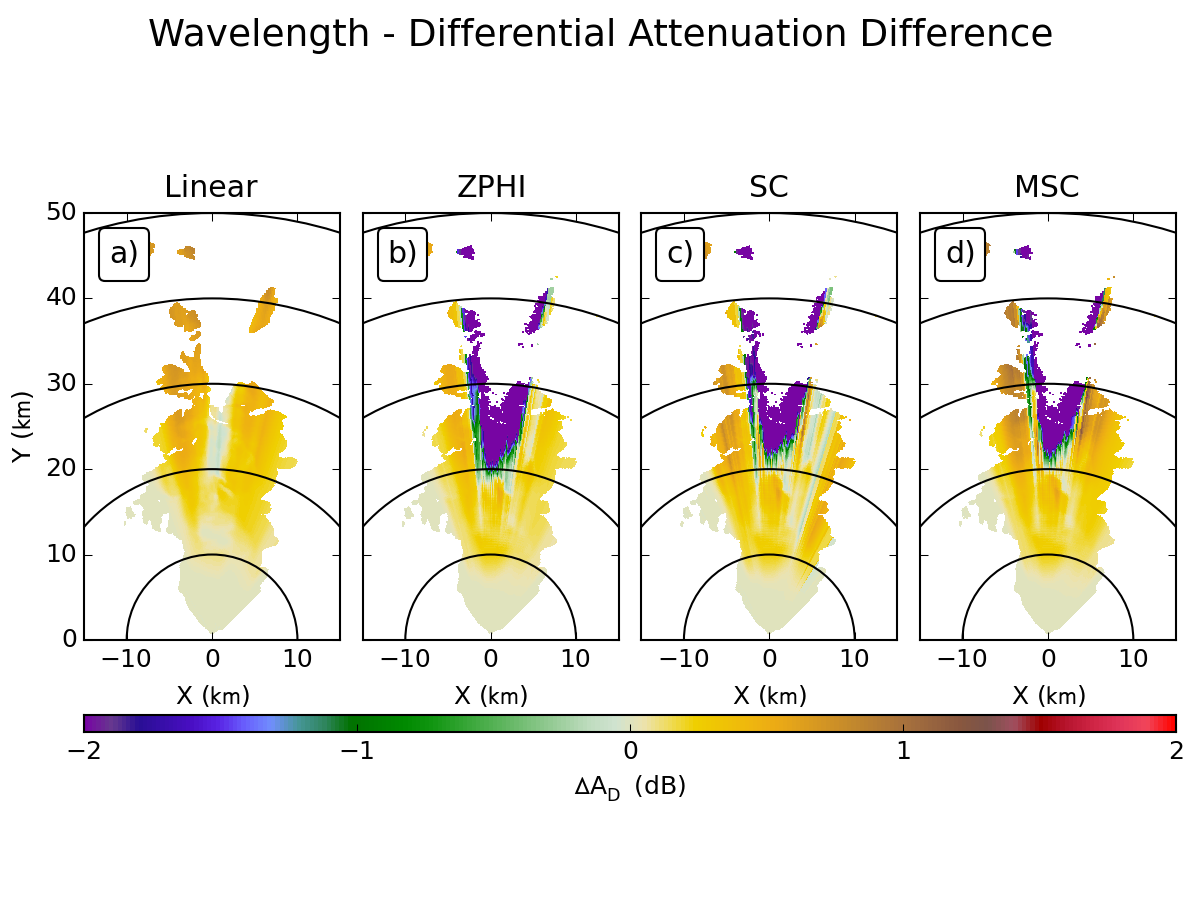 Wavelength - Differential Attenuation Difference
Linear ZPHI SC MSC
a) b) c) d)
50
40
30
20
10
0
Y (km)
−10 0 10 −10 0 10 −10 0 10 −10 0 10
X (km) X (km) X (km) X (km)
−2 −1 0 1 2
ΔA_D (dB)